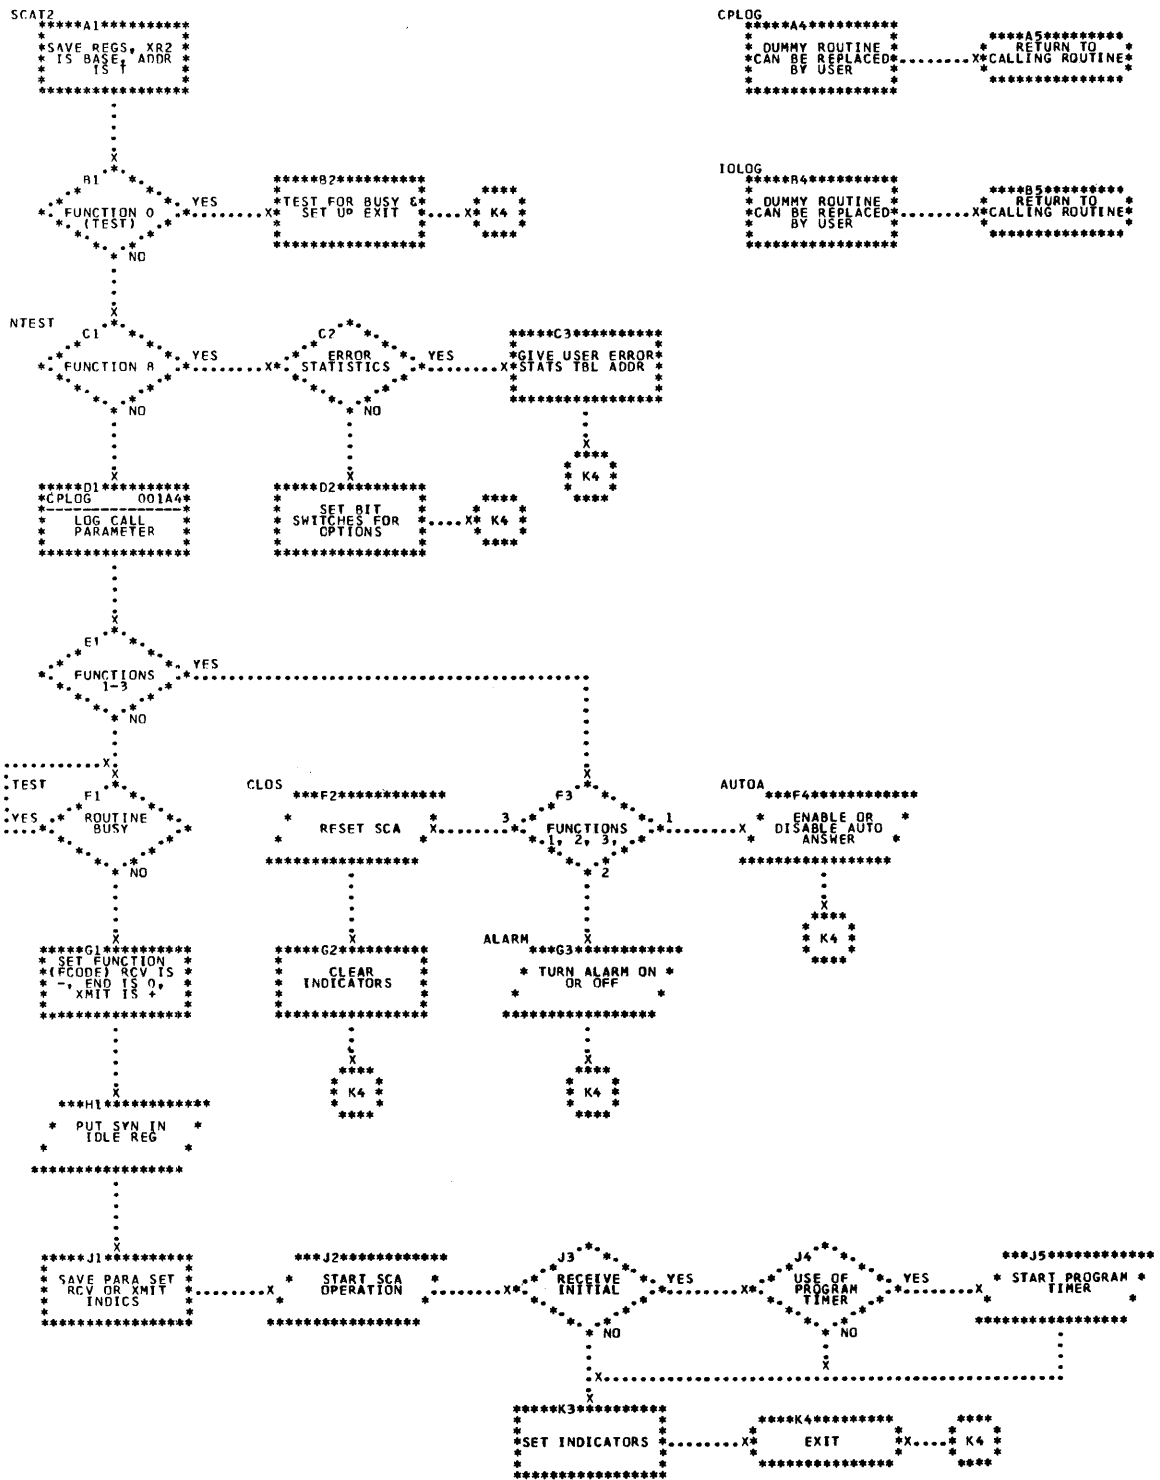 SCAT2
A1
SAVE REGS, XR2
IS BASE, ADDR
IS T
CPLOG
A4
DUMMY ROUTINE
CAN BE REPLACED
BY USER
A5
RETURN TO
CALLING ROUTINE
B1
FUNCTION 0
(TEST)
YES
NO
B2
TEST FOR BUSY &
SET UP EXIT
K4
IOLOG
B4
DUMMY ROUTINE
CAN BE REPLACED
BY USER
B5
RETURN TO
CALLING ROUTINE
NTEST
C1
FUNCTION 8
YES
NO
C2
ERROR
STATISTICS
YES
NO
C3
GIVE USER ERROR
STATS TBL ADDR
K4
D1
CPLOG 001A4
LOG CALL
PARAMETER
D2
SET BIT
SWITCHES FOR
OPTIONS
K4
E1
FUNCTIONS
1-3
YES
NO
TEST
F1
ROUTINE
BUSY
YES
NO
CLOS
F2
RESET SCA
F3
FUNCTIONS
1, 2, 3,
3
1
2
AUTOA
F4
ENABLE OR
DISABLE AUTO
ANSWER
K4
G1
SET FUNCTION
(FCODE) RCV IS
-, END IS 0,
XMIT IS +
G2
CLEAR
INDICATORS
K4
ALARM
G3
TURN ALARM ON
OR OFF
K4
H1
PUT SYN IN
IDLE REG
J1
SAVE PARA SET
RCV OR XMIT
INDICS
J2
START SCA
OPERATION
J3
RECEIVE
INITIAL
YES
NO
J4
USE OF
PROGRAM
TIMER
YES
NO
J5
START PROGRAM
TIMER
K3
SET INDICATORS
K4
EXIT
K4